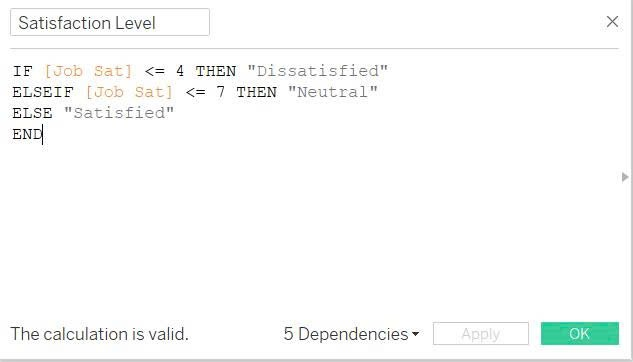 Satisfaction Level
IF [Job Sat] <= 4 THEN "Dissatisfied"
ELSEIF [Job Sat] <= 7 THEN "Neutral"
ELSE "Satisfied"
END
The calculation is valid. 5 Dependencies Apply OK